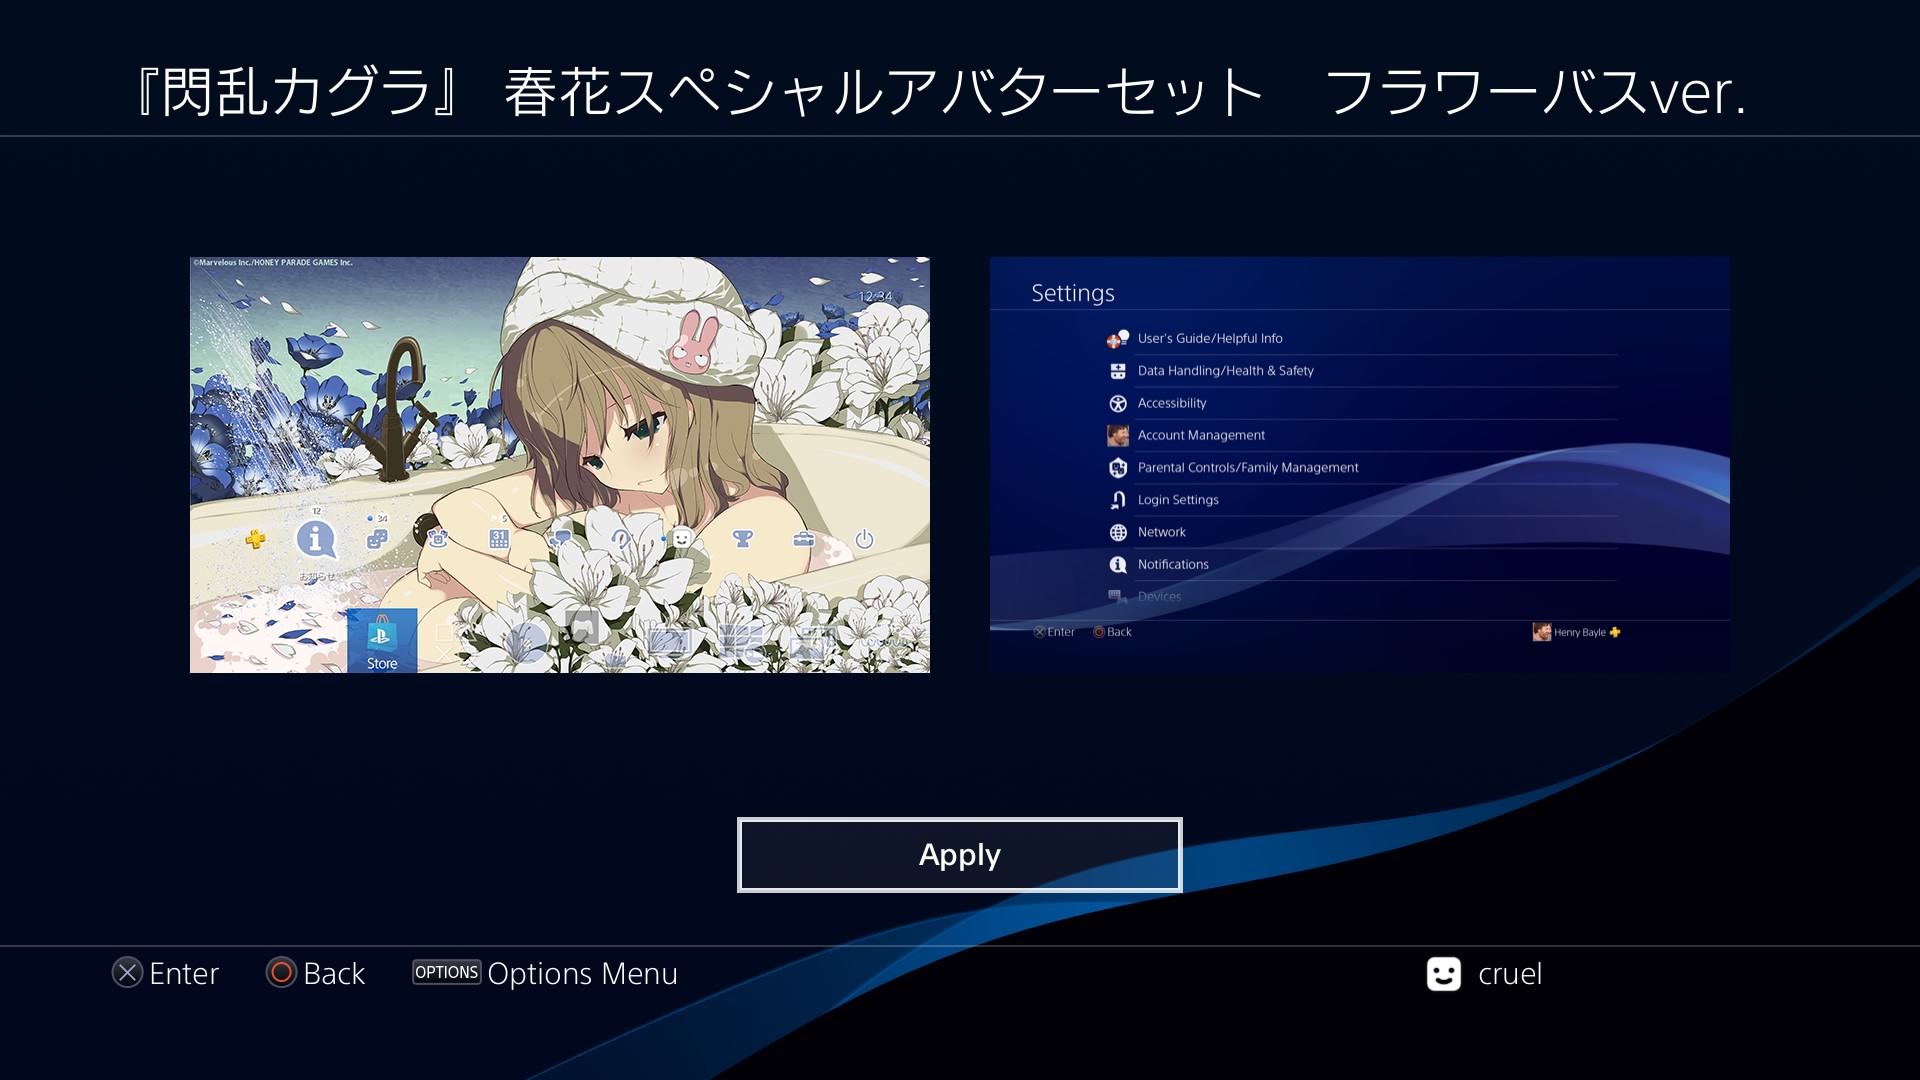 『閃乱カグラ』 春花スペシャルアバターセット　フラワーバスver.
©Marvelous Inc./HONEY PARADE GAMES Inc.
12:34
12
34
5
31
お知らせ
Store
Settings
User's Guide/Helpful Info
Data Handling/Health & Safety
Accessibility
Account Management
Parental Controls/Family Management
Login Settings
Network
Notifications
Devices
Enter
Back
Henry Bayle
Apply
Enter
Back
OPTIONS Options Menu
cruel